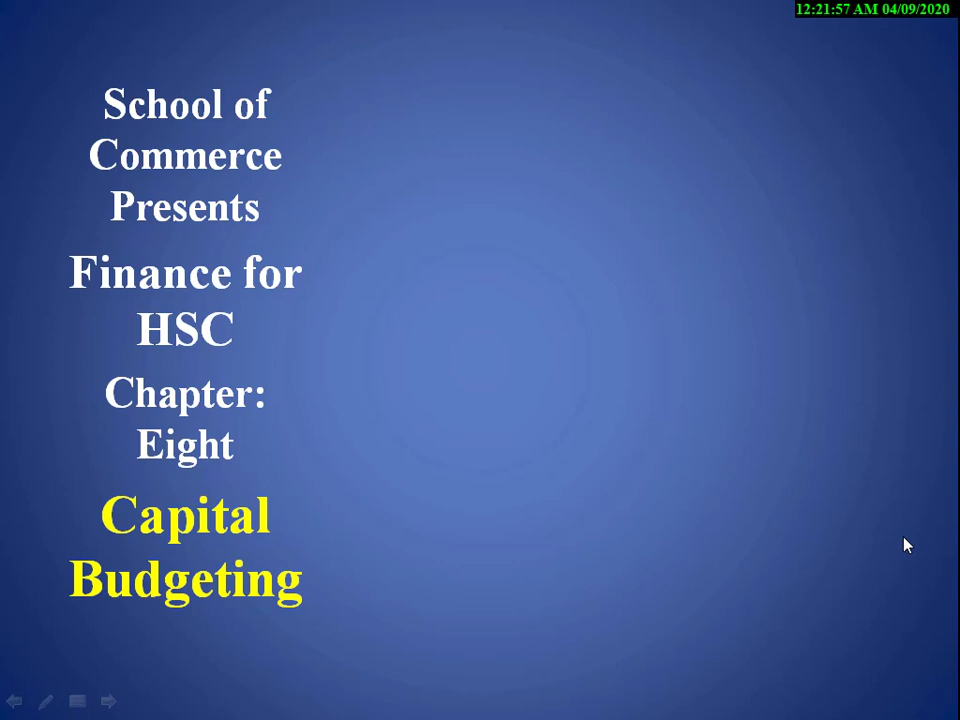 12:21:57 AM 04/09/2020
School of
Commerce
Presents
Finance for
HSC
Chapter:
Eight
Capital
Budgeting